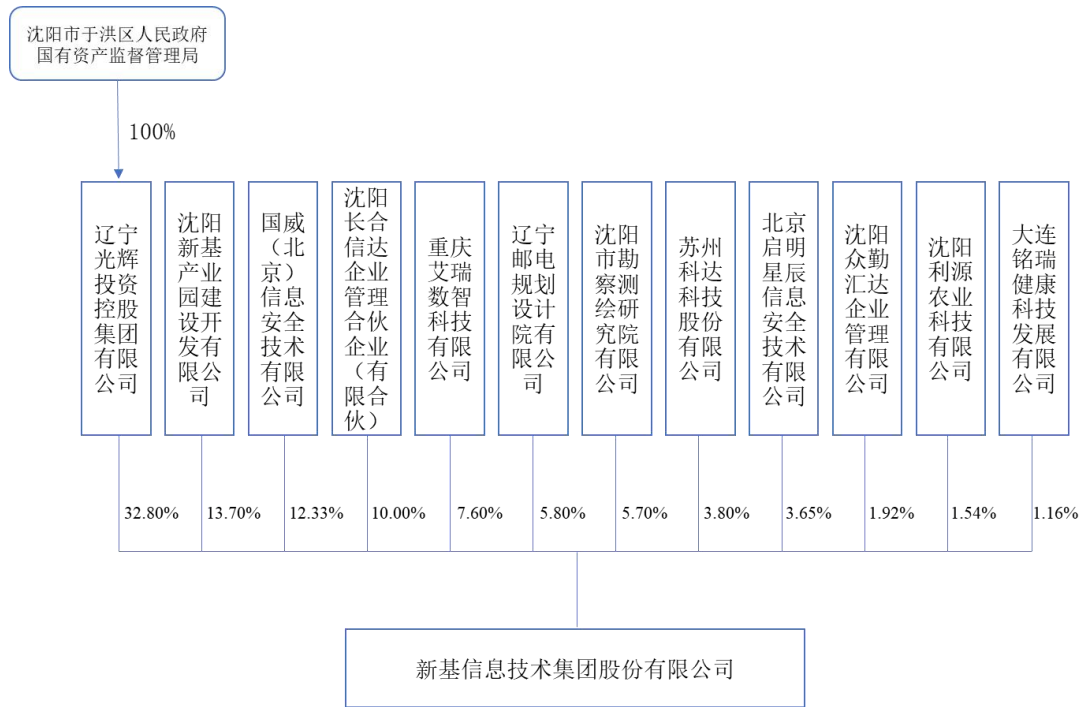 沈阳市于洪区人民政府
国有资产监督管理局
100%
辽宁
光辉
投资
控股
集团
有限
公司
沈阳
新基
产业
园建
设开
发有
限公
司
国威
（北
京）
信息
安全
技术
有限
公司
沈阳
长合
信达
企业
管理
合伙
企业
（有
限合
伙）
重庆
艾瑞
数智
科技
有限
公司
辽宁
邮电
规划
设计
院有
限公
司
沈阳
市勘
察测
绘研
究院
有限
公司
苏州
科达
科技
股份
有限
公司
北京
启明
星辰
信息
安全
技术
有限
公司
沈阳
众勤
汇达
企业
管理
有限
公司
沈阳
利源
农业
科技
有限
公司
大连
铭瑞
健康
科技
发展
有限
公司
32.80%
13.70%
12.33%
10.00%
7.60%
5.80%
5.70%
3.80%
3.65%
1.92%
1.54%
1.16%
新基信息技术集团股份有限公司